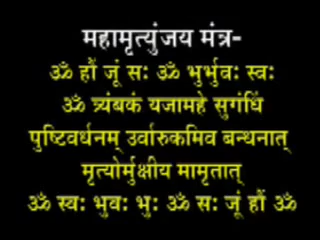 महामृत्युंजय मंत्र-
ॐ हौं जूं सः ॐ भुर्भुवः स्वः
ॐ त्र्यंबकं यजामहे सुगंधिं
पुष्टिवर्धनम् उर्वारुकमिव बन्धनात्
मृत्योर्मुक्षीय मामृतात्
ॐ स्वः भुवः भुः ॐ सः जूं हौं ॐ